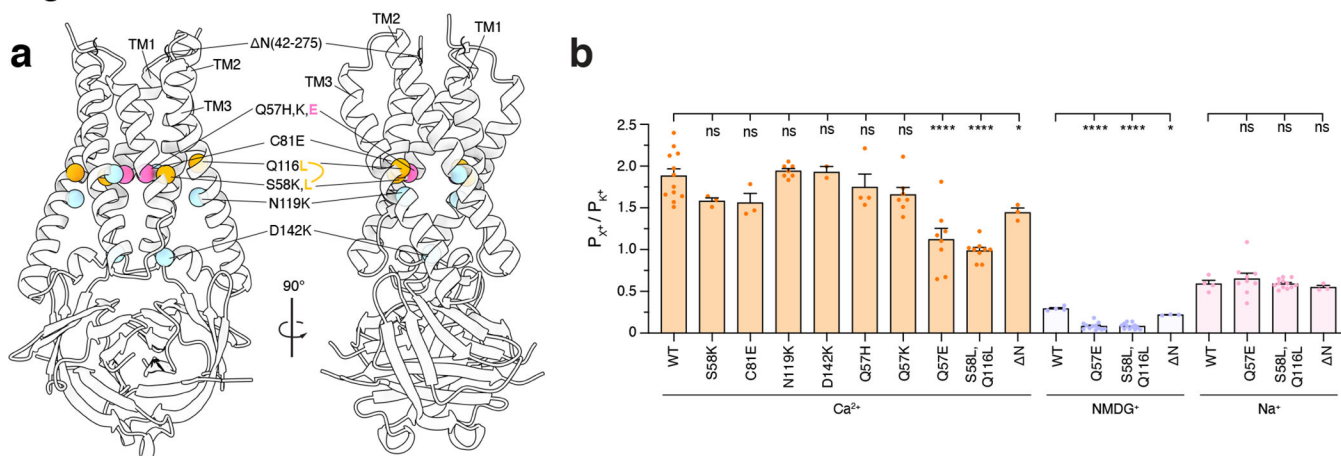 a
TM1
ΔN(42-275)
TM2
TM3
Q57H,K,E
C81E
Q116L
S58K,L
N119K
D142K
90°
TM2
TM1
TM3
b
ns ns ns ns ns ns **** **** *
**** **** *
ns ns ns
PX+ / PK+
2.5
2.0
1.5
1.0
0.5
0
WT
S58K
C81E
N119K
D142K
Q57H
Q57K
Q57E
S58L,
Q116L
ΔN
WT
Q57E
S58L,
Q116L
ΔN
WT
Q57E
S58L,
Q116L
ΔN
Ca²⁺
NMDG⁺
Na⁺